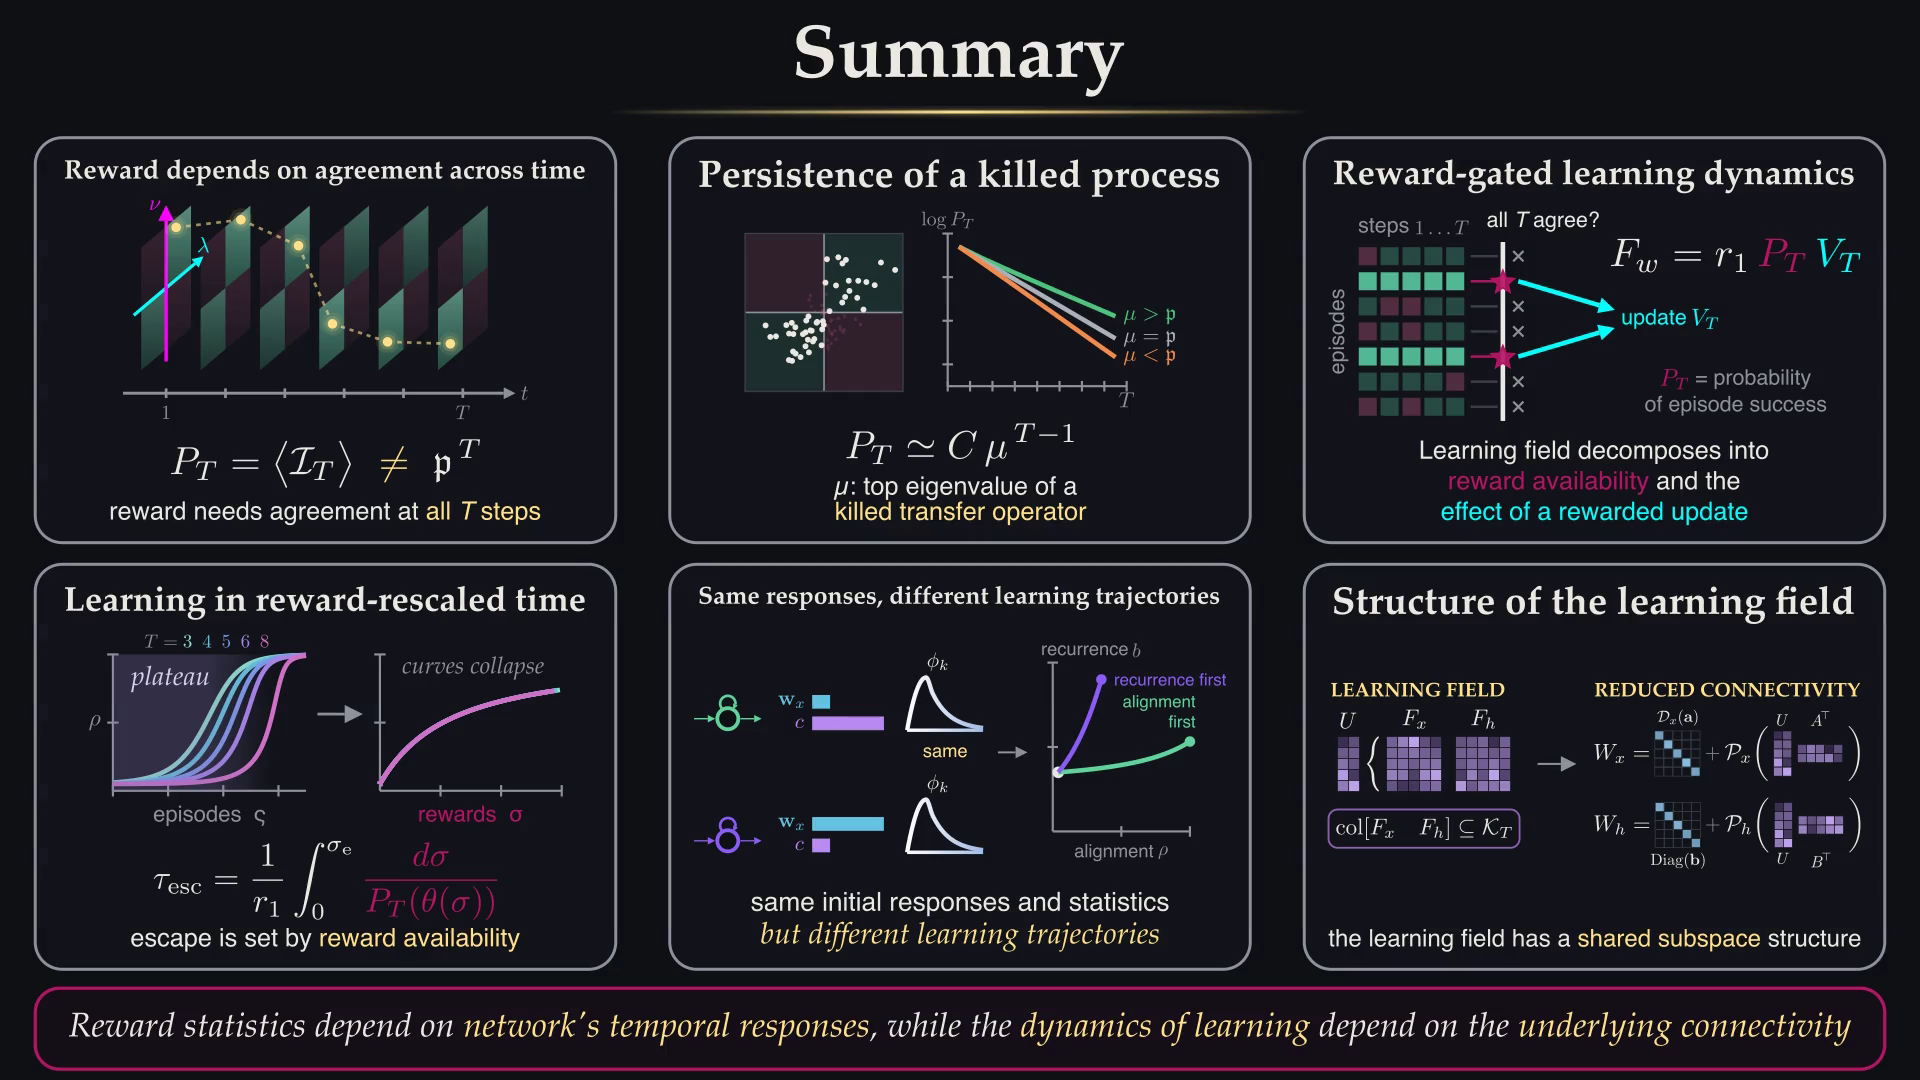 Summary
Reward depends on agreement across time
ν
λ
t
1
T
P_T = ⟨I_T⟩ ≠ 𝔭^T
reward needs agreement at all T steps
Persistence of a killed process
log P_T
μ > 𝔭
μ = 𝔭
μ < 𝔭
T
P_T ≃ C μ^{T−1}
μ: top eigenvalue of a
killed transfer operator
Reward-gated learning dynamics
steps 1 … T
all T agree?
episodes
F_w = r_1 P_T V_T
update V_T
P_T = probability
of episode success
Learning field decomposes into
reward availability and the
effect of a rewarded update
Learning in reward-rescaled time
T = 3 4 5 6 8
plateau
ρ
episodes ς
curves collapse
rewards σ
τ_esc = 1/r_1 ∫_0^{σ_e} dσ/P_T(θ(σ))
escape is set by reward availability
Same responses, different learning trajectories
w_x
c
ϕ_k
same
w_x
c
ϕ_k
recurrence b
recurrence first
alignment
first
alignment ρ
same initial responses and statistics
but different learning trajectories
Structure of the learning field
LEARNING FIELD
U { F_x F_h
col[F_x F_h] ⊆ K_T
REDUCED CONNECTIVITY
D_x(a) U A^⊤
W_x = + P_x ( )
W_h = + P_h ( )
Diag(b) U B^⊤
the learning field has a shared subspace structure
Reward statistics depend on network's temporal responses, while the dynamics of learning depend on the underlying connectivity